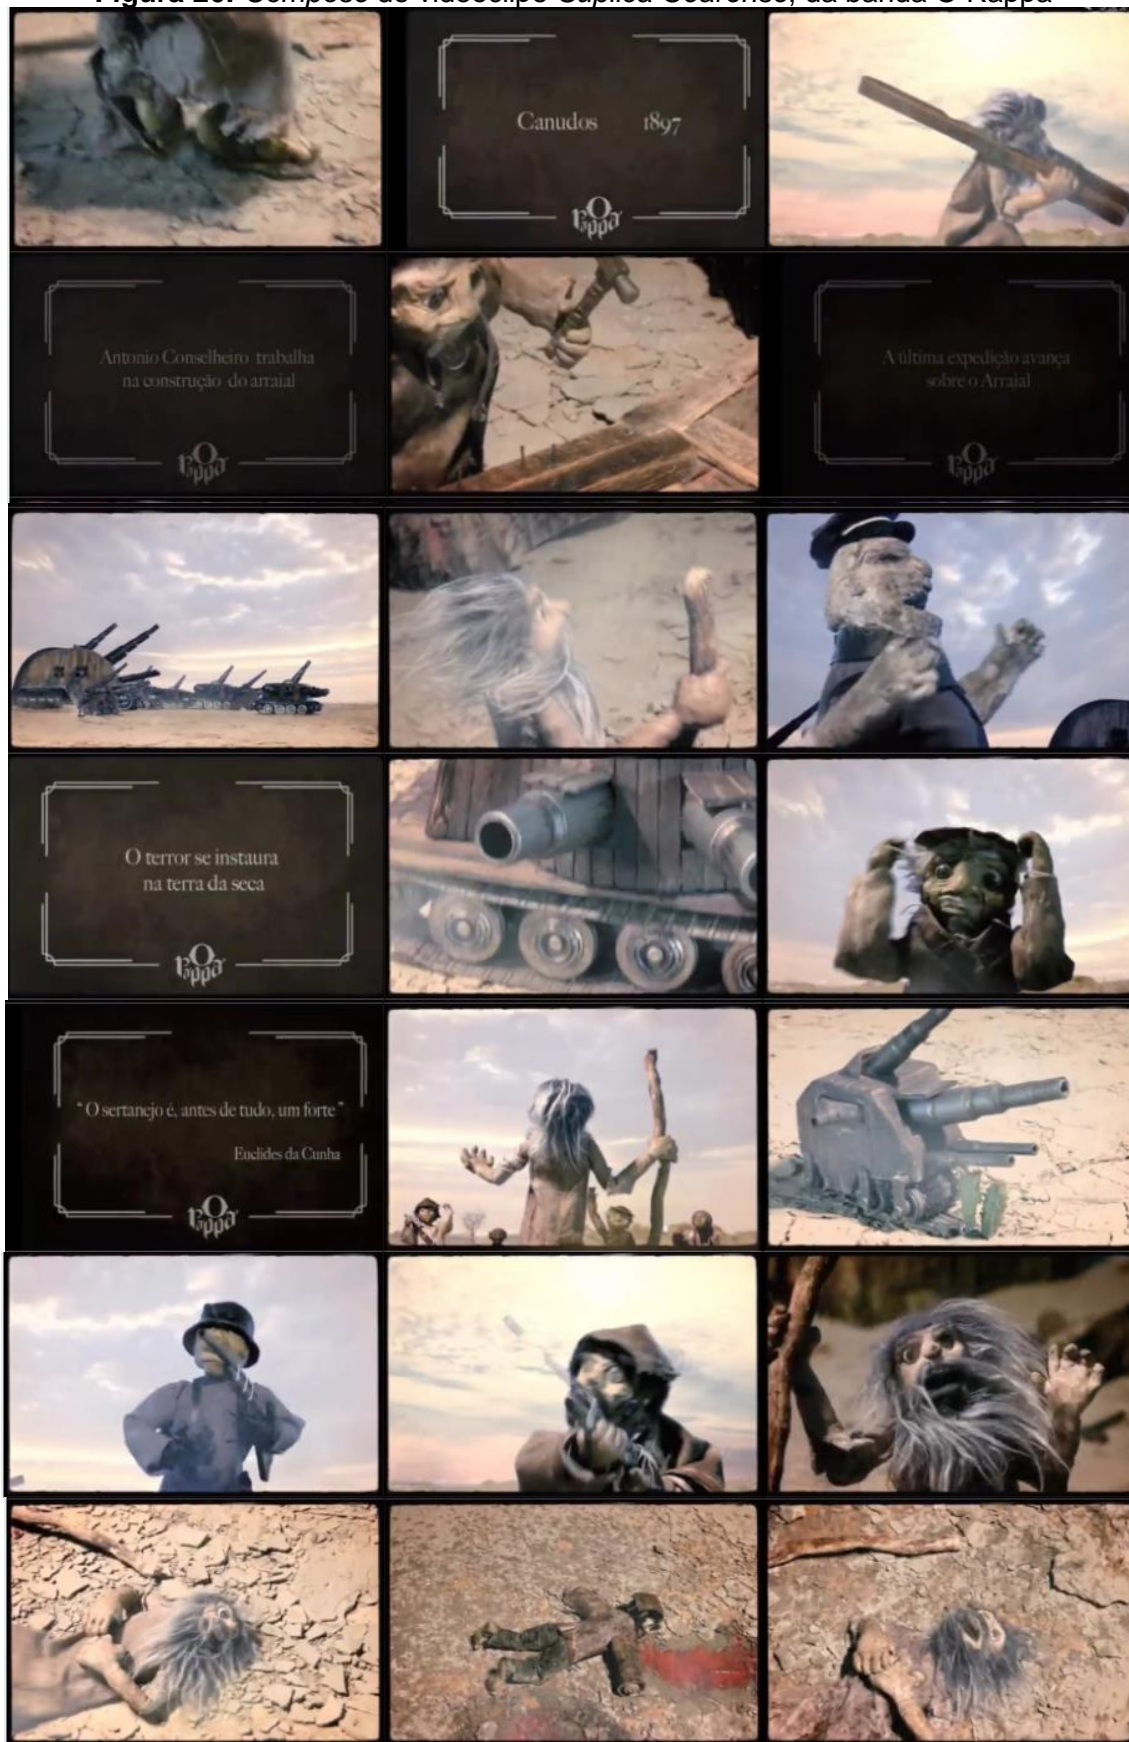 Canudos 1897
O Rappa
Antonio Conselheiro trabalha
na construção do arraial
O Rappa
A última expedição avança
sobre o Arraial
O Rappa
O terror se instaura
na terra da seca
O Rappa
"O sertanejo é, antes de tudo, um forte"
Euclides da Cunha
O Rappa